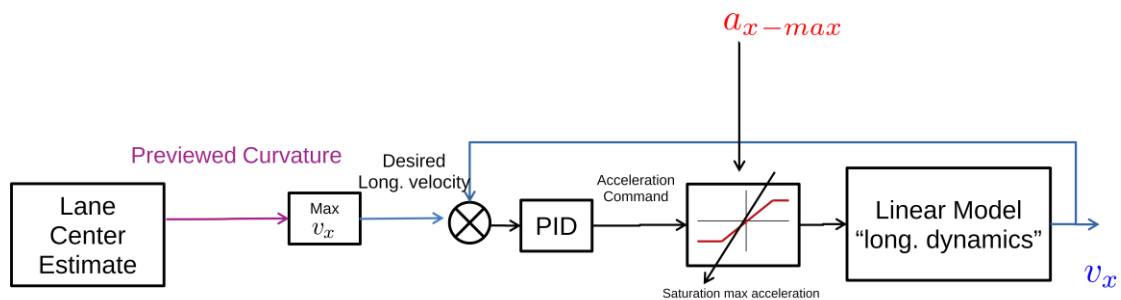 a_{x-max}
Previewed Curvature
Desired
Long. velocity
Acceleration
Command
Lane
Center
Estimate
Max
v_x
PID
Linear Model
“long. dynamics”
Saturation max acceleration
v_x